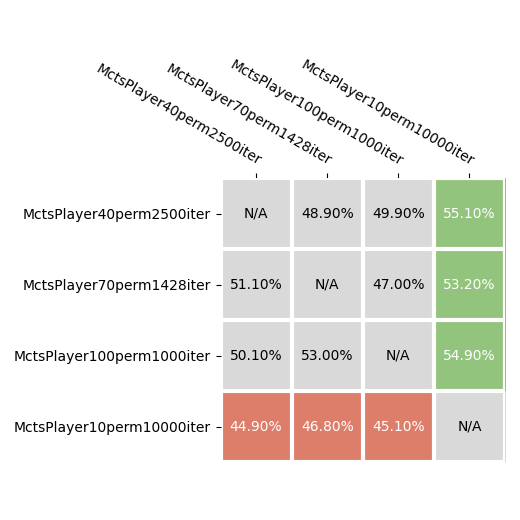 MctsPlayer40perm2500iter
MctsPlayer70perm1428iter
MctsPlayer100perm1000iter
MctsPlayer10perm10000iter
MctsPlayer40perm2500iter N/A 48.90% 49.90% 55.10%
MctsPlayer70perm1428iter 51.10% N/A 47.00% 53.20%
MctsPlayer100perm1000iter 50.10% 53.00% N/A 54.90%
MctsPlayer10perm10000iter 44.90% 46.80% 45.10% N/A